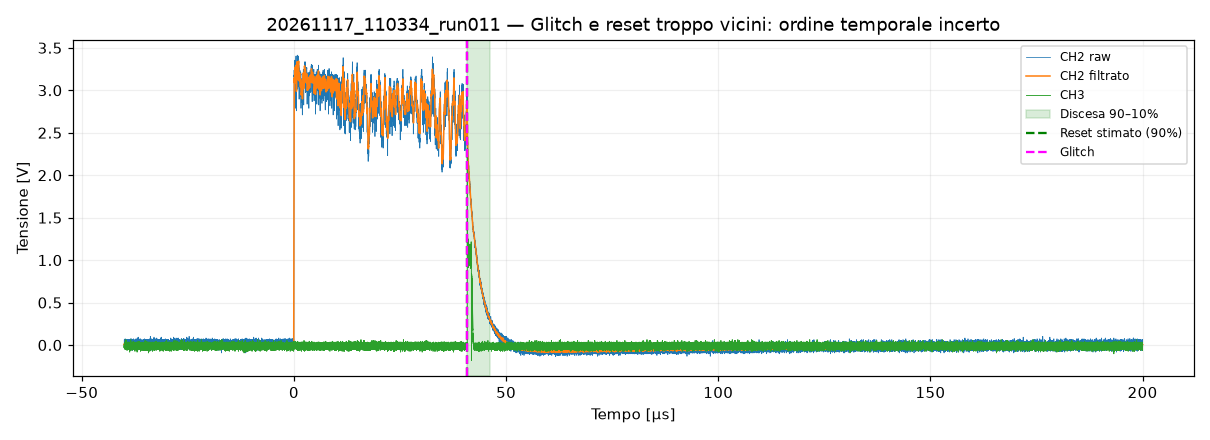 20261117_110334_run011 — Glitch e reset troppo vicini: ordine temporale incerto
Tensione [V]
3.5
3.0
2.5
2.0
1.5
1.0
0.5
0.0
CH2 raw
CH2 filtrato
CH3
Discesa 90–10%
Reset stimato (90%)
Glitch
−50
0
50
100
150
200
Tempo [µs]